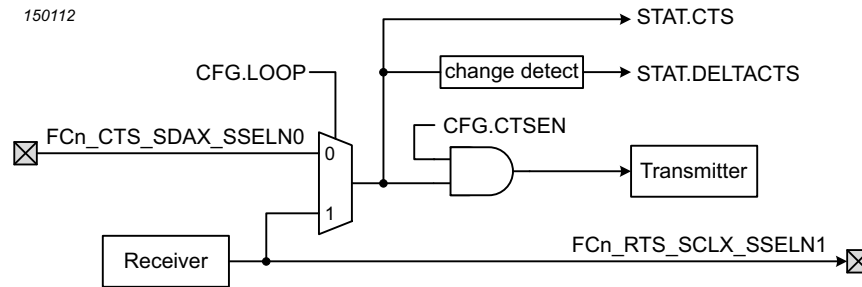 150112
STAT.CTS
CFG.LOOP
change detect
STAT.DELTACTS
FCn_CTS_SDAX_SSELN0
CFG.CTSEN
0
Transmitter
1
FCn_RTS_SCLX_SSELN1
Receiver